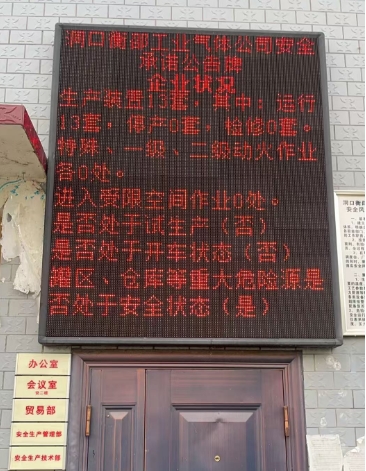 洞口衡邵工业气体公司安全
承诺公告牌
企业状况
生产装置13套，其中：运行
13套，停产0套，检修0套。
特殊、一级、二级动火作业
各0处。
进入受限空间作业0处。
是否处于试生产（否）
是否处于开车状态（否）
罐区、仓库等重大危险源是
否处于安全状态（是）
办公室
会议室
贸易部
安全生产管理部
安全生产技术部